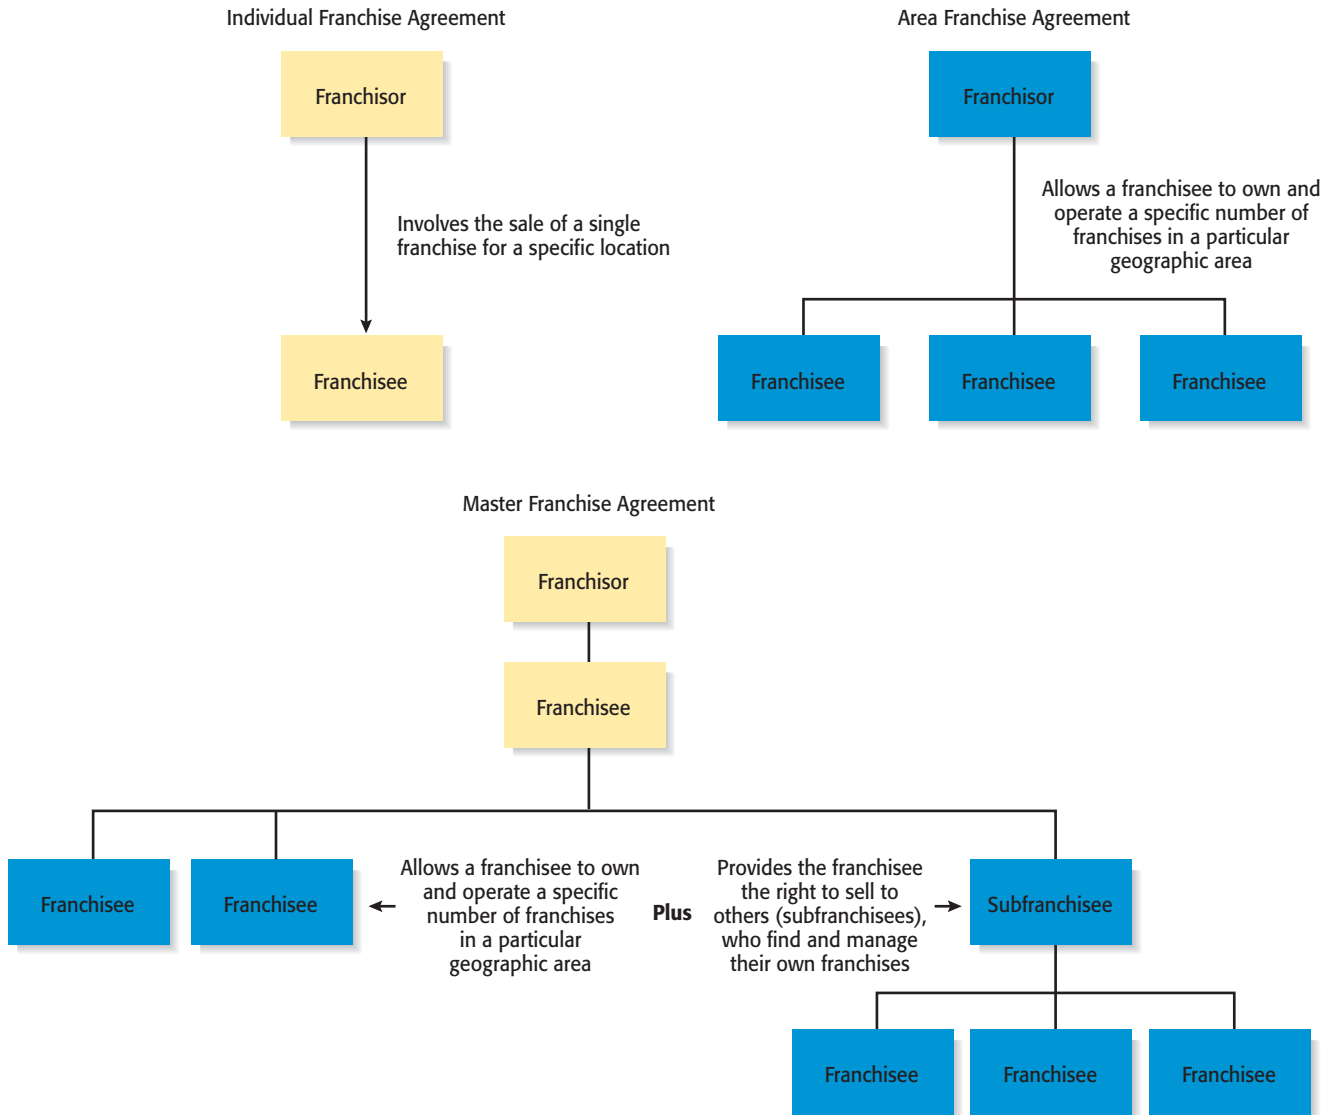 Individual Franchise Agreement
Franchisor
Involves the sale of a single
franchise for a specific location
Franchisee
Area Franchise Agreement
Franchisor
Allows a franchisee to own and
operate a specific number of
franchises in a particular
geographic area
Franchisee
Franchisee
Franchisee
Master Franchise Agreement
Franchisor
Franchisee
Franchisee
Franchisee
Allows a franchisee to own
and operate a specific
number of franchises
in a particular
geographic area
Plus
Provides the franchisee
the right to sell to
others (subfranchisees),
who find and manage
their own franchises
Subfranchisee
Franchisee
Franchisee
Franchisee